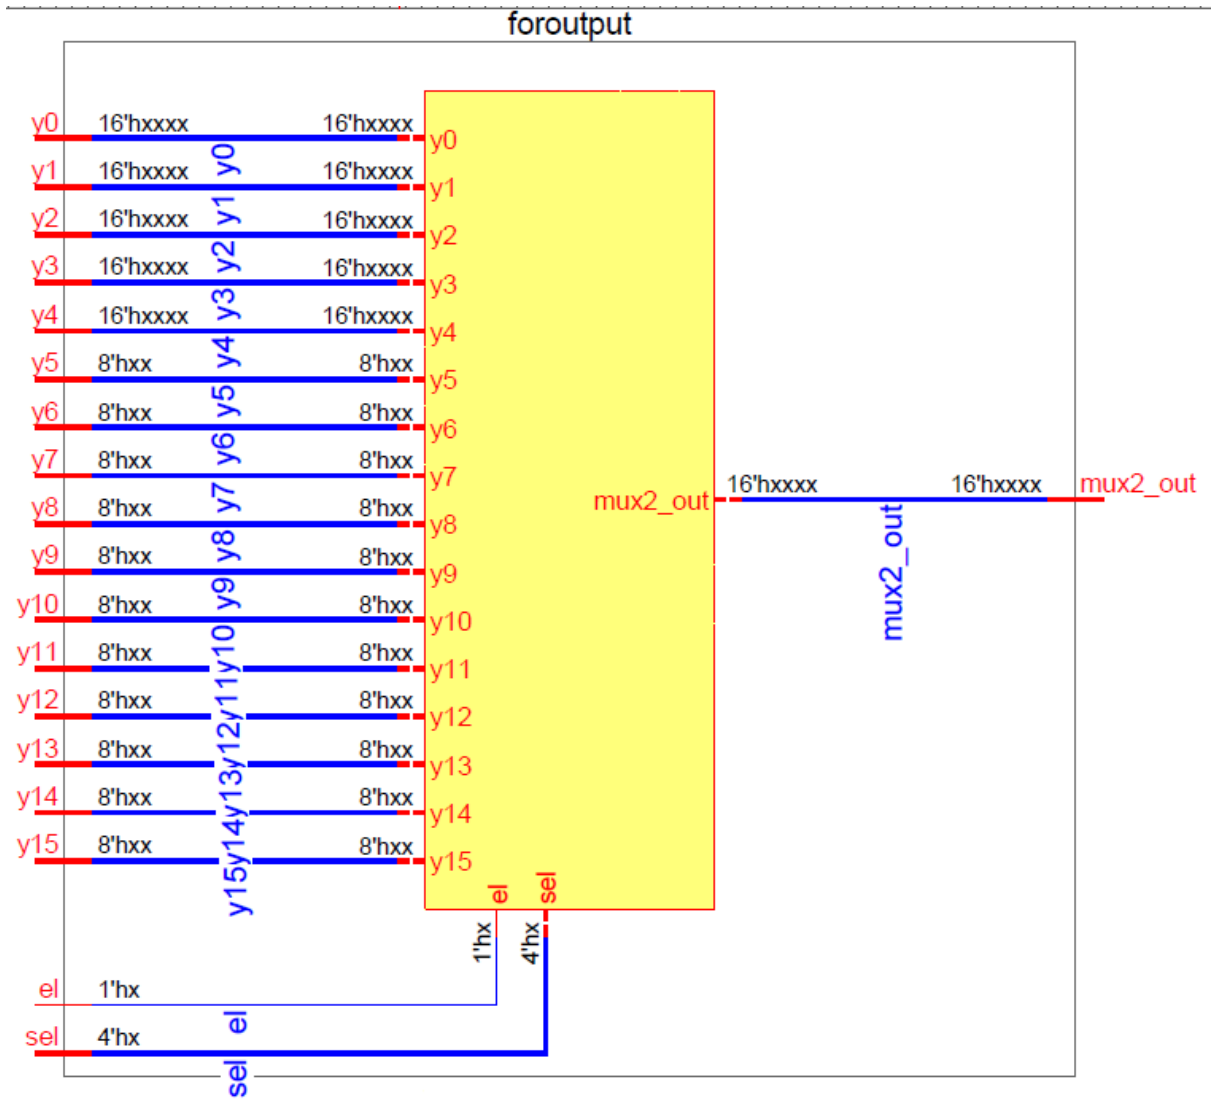 foroutput
y0 16'hxxxx y0 16'hxxxx y0
y1 16'hxxxx y1 16'hxxxx y1
y2 16'hxxxx y2 16'hxxxx y2
y3 16'hxxxx y3 16'hxxxx y3
y4 16'hxxxx y4 16'hxxxx y4
y5 8'hxx y5 8'hxx y5
y6 8'hxx y6 8'hxx y6
y7 8'hxx y7 8'hxx y7
mux2_out 16'hxxxx mux2_out 16'hxxxx mux2_out
y8 8'hxx y8 8'hxx y8
y9 8'hxx y9 8'hxx y9
y10 8'hxx y10 8'hxx y10
y11 8'hxx y11 8'hxx y11
y12 8'hxx y12 8'hxx y12
y13 8'hxx y13 8'hxx y13
y14 8'hxx y14 8'hxx y14
y15 8'hxx y15 8'hxx y15
el sel
1'hx 4'hx
el 1'hx el
sel 4'hx sel